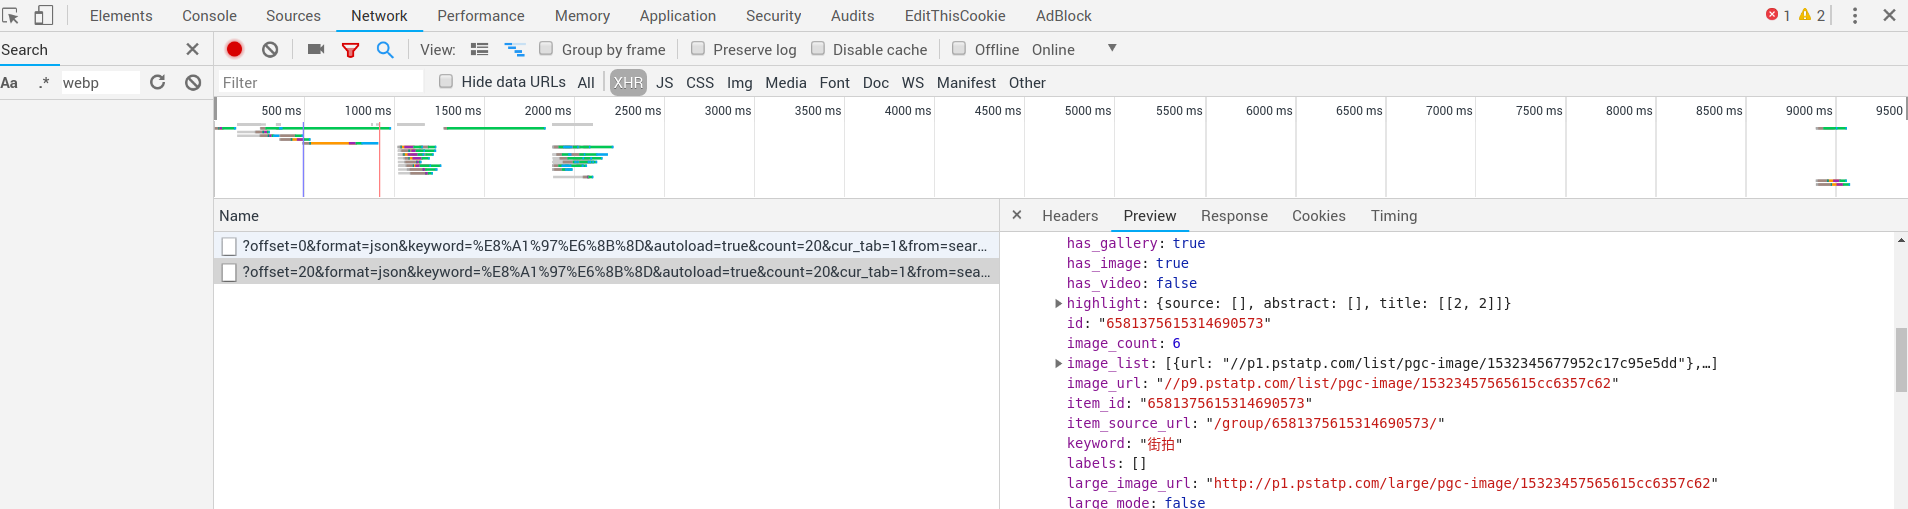 Elements Console Sources Network Performance Memory Application Security Audits EditThisCookie AdBlock 1 2
Search
View: Group by frame Preserve log Disable cache Offline Online
Aa .* webp
Filter Hide data URLs All XHR JS CSS Img Media Font Doc WS Manifest Other
500 ms 1000 ms 1500 ms 2000 ms 2500 ms 3000 ms 3500 ms 4000 ms 4500 ms 5000 ms 5500 ms 6000 ms 6500 ms 7000 ms 7500 ms 8000 ms 8500 ms 9000 ms 9500
Name
?offset=0&format=json&keyword=%E8%A1%97%E6%8B%8D&autoload=true&count=20&cur_tab=1&from=sear…
?offset=20&format=json&keyword=%E8%A1%97%E6%8B%8D&autoload=true&count=20&cur_tab=1&from=sea…
Headers Preview Response Cookies Timing
has_gallery: true
has_image: true
has_video: false
highlight: {source: [], abstract: [], title: [[2, 2]]}
id: "6581375615314690573"
image_count: 6
image_list: [{url: "//p1.pstatp.com/list/pgc-image/1532345677952c17c95e5dd"},…]
image_url: "//p9.pstatp.com/list/pgc-image/15323457565615cc6357c62"
item_id: "6581375615314690573"
item_source_url: "/group/6581375615314690573/"
keyword: "街拍"
labels: []
large_image_url: "http://p1.pstatp.com/large/pgc-image/15323457565615cc6357c62"
large_mode: false